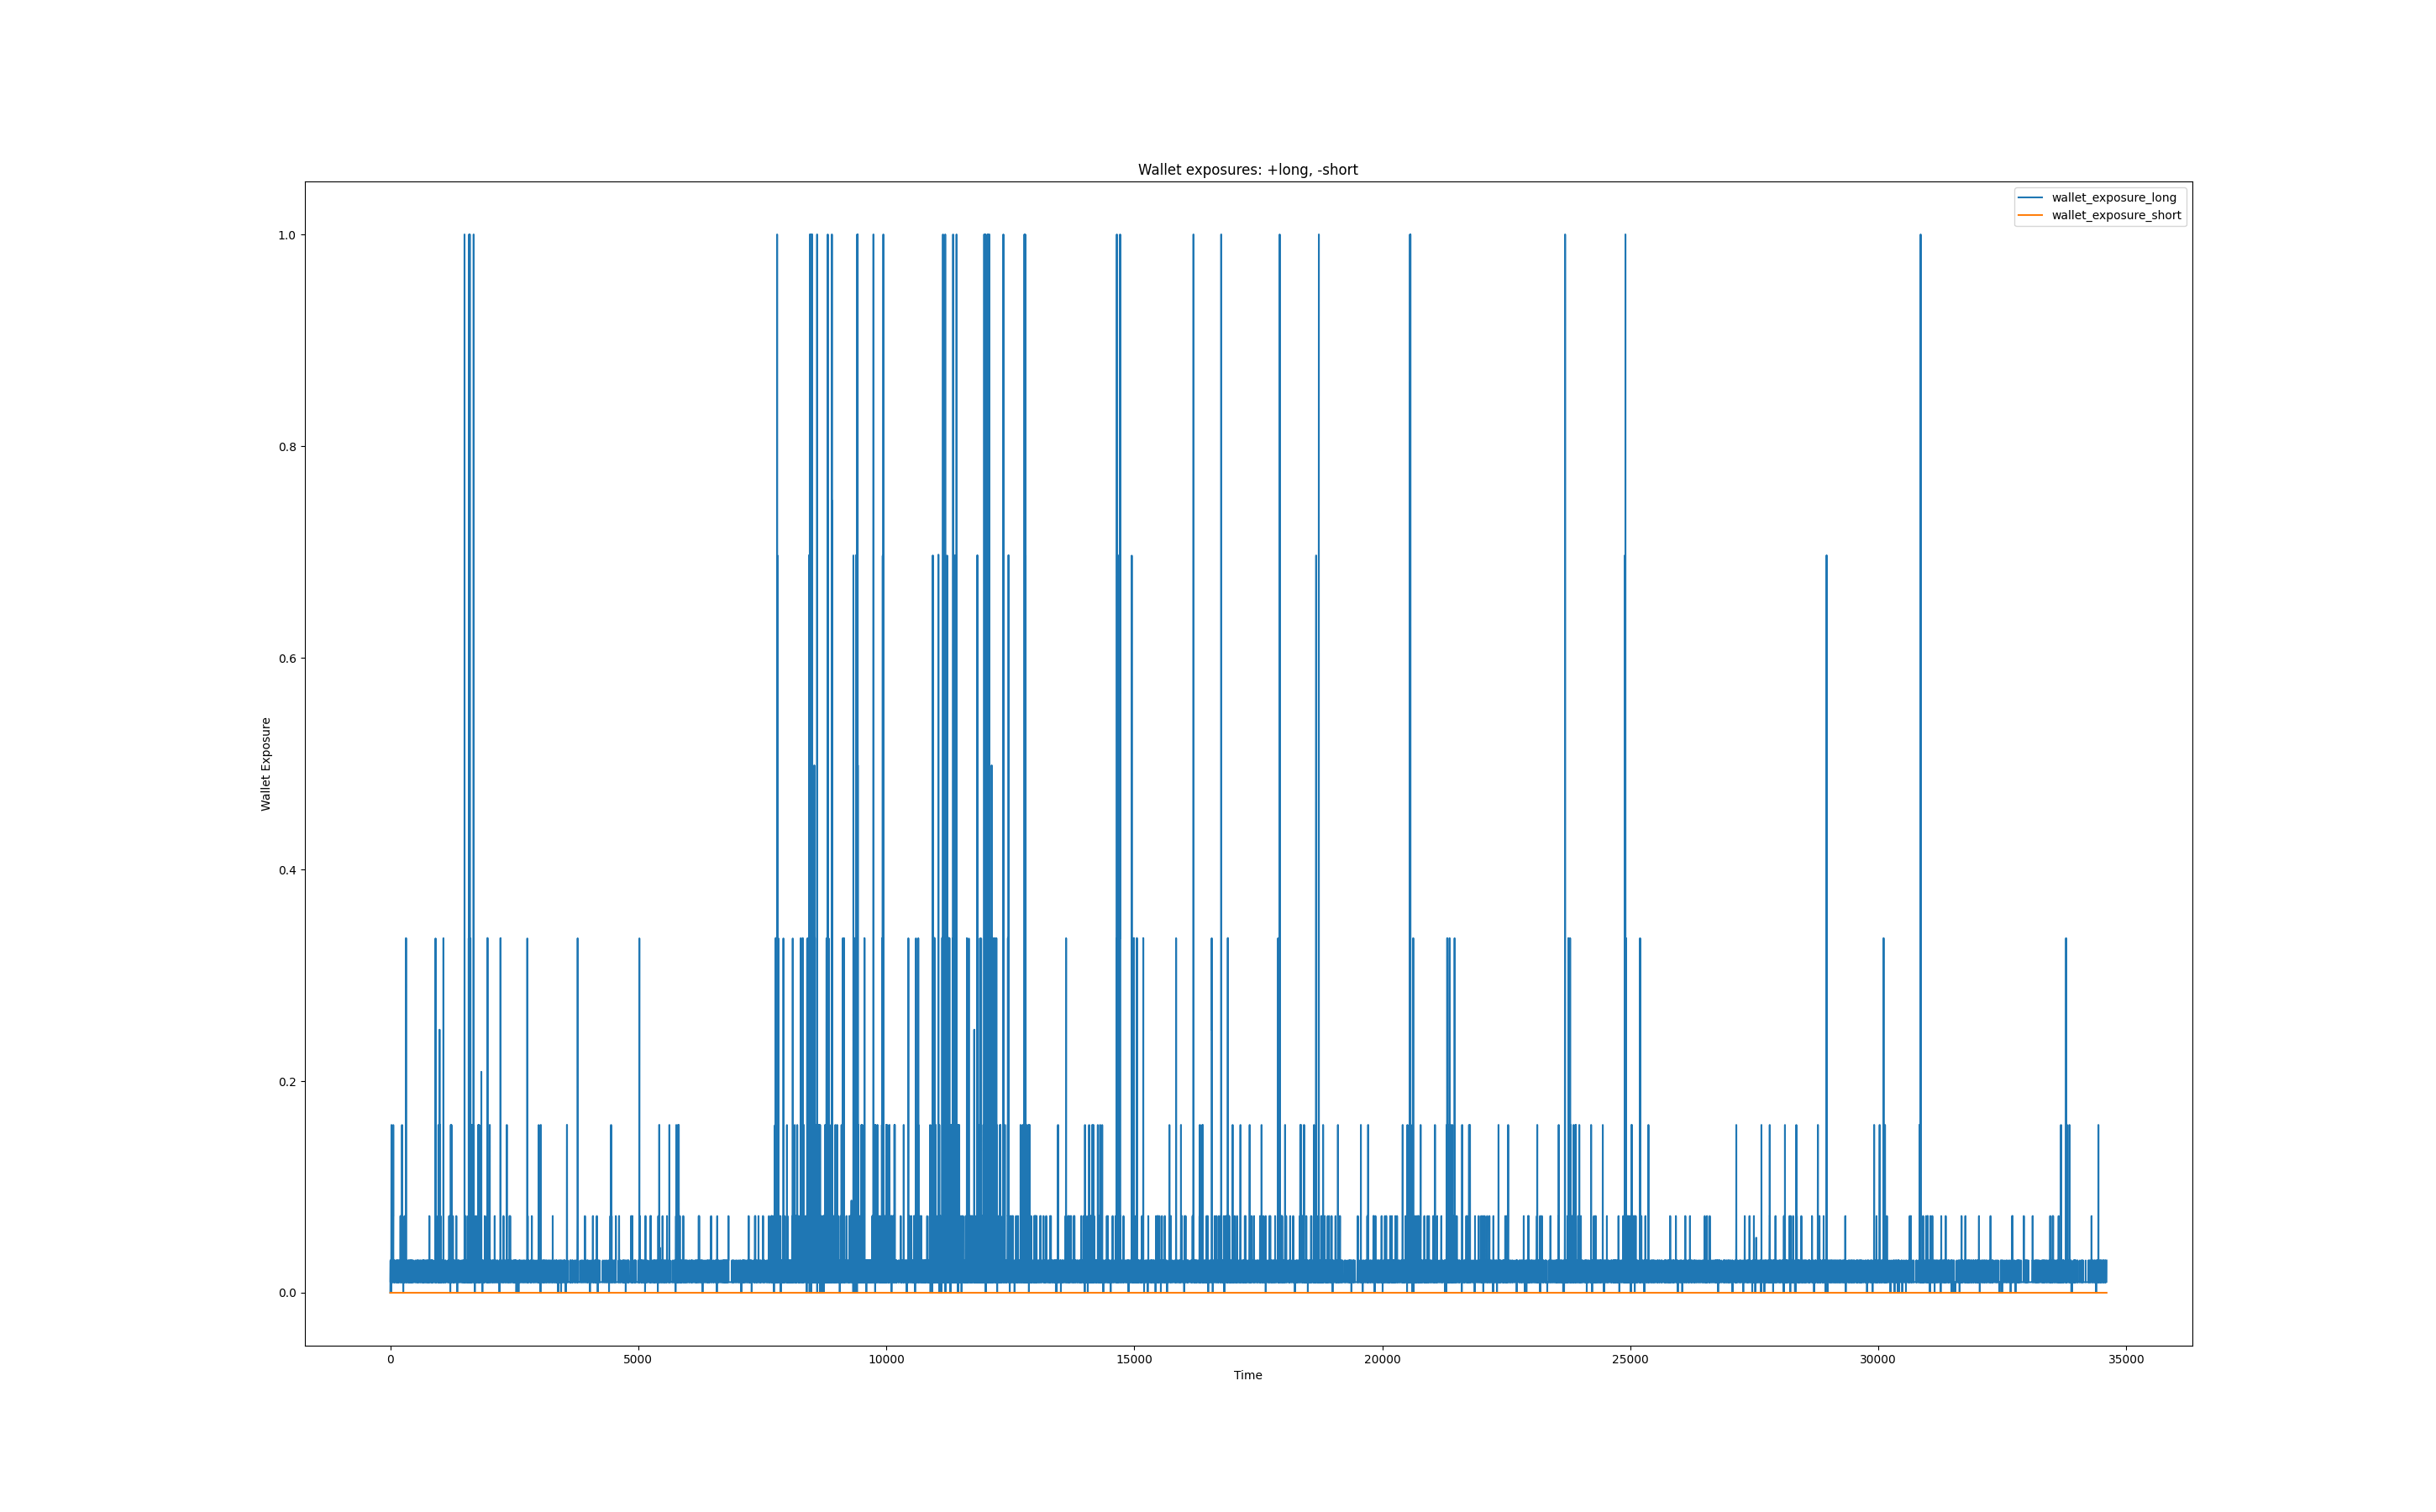 Wallet exposures: +long, -short
wallet_exposure_long
wallet_exposure_short
1.0
0.8
0.6
0.4
0.2
0.0
Wallet Exposure
0 5000 10000 15000 20000 25000 30000 35000
Time